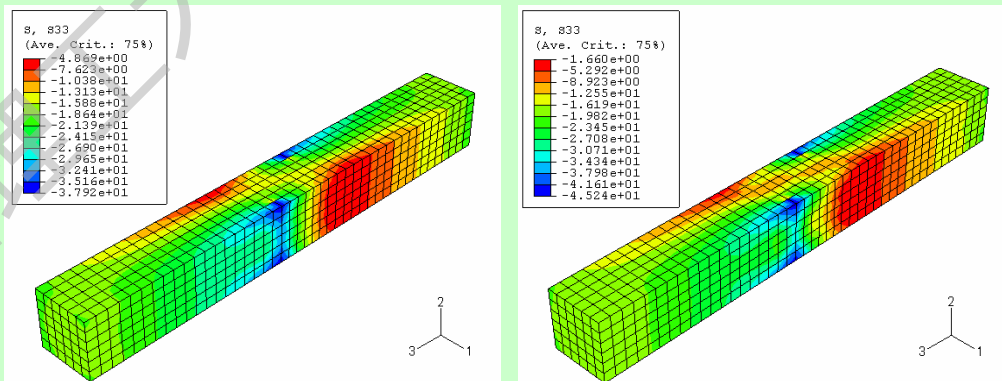 S, S33
(Ave. Crit.: 75%)
-4.869e+00
-7.623e+00
-1.038e+01
-1.313e+01
-1.588e+01
-1.864e+01
-2.139e+01
-2.415e+01
-2.690e+01
-2.965e+01
-3.241e+01
-3.516e+01
-3.792e+01
2
3
1
S, S33
(Ave. Crit.: 75%)
-1.660e+00
-5.292e+00
-8.923e+00
-1.255e+01
-1.619e+01
-1.982e+01
-2.345e+01
-2.708e+01
-3.071e+01
-3.434e+01
-3.798e+01
-4.161e+01
-4.524e+01
2
3
1